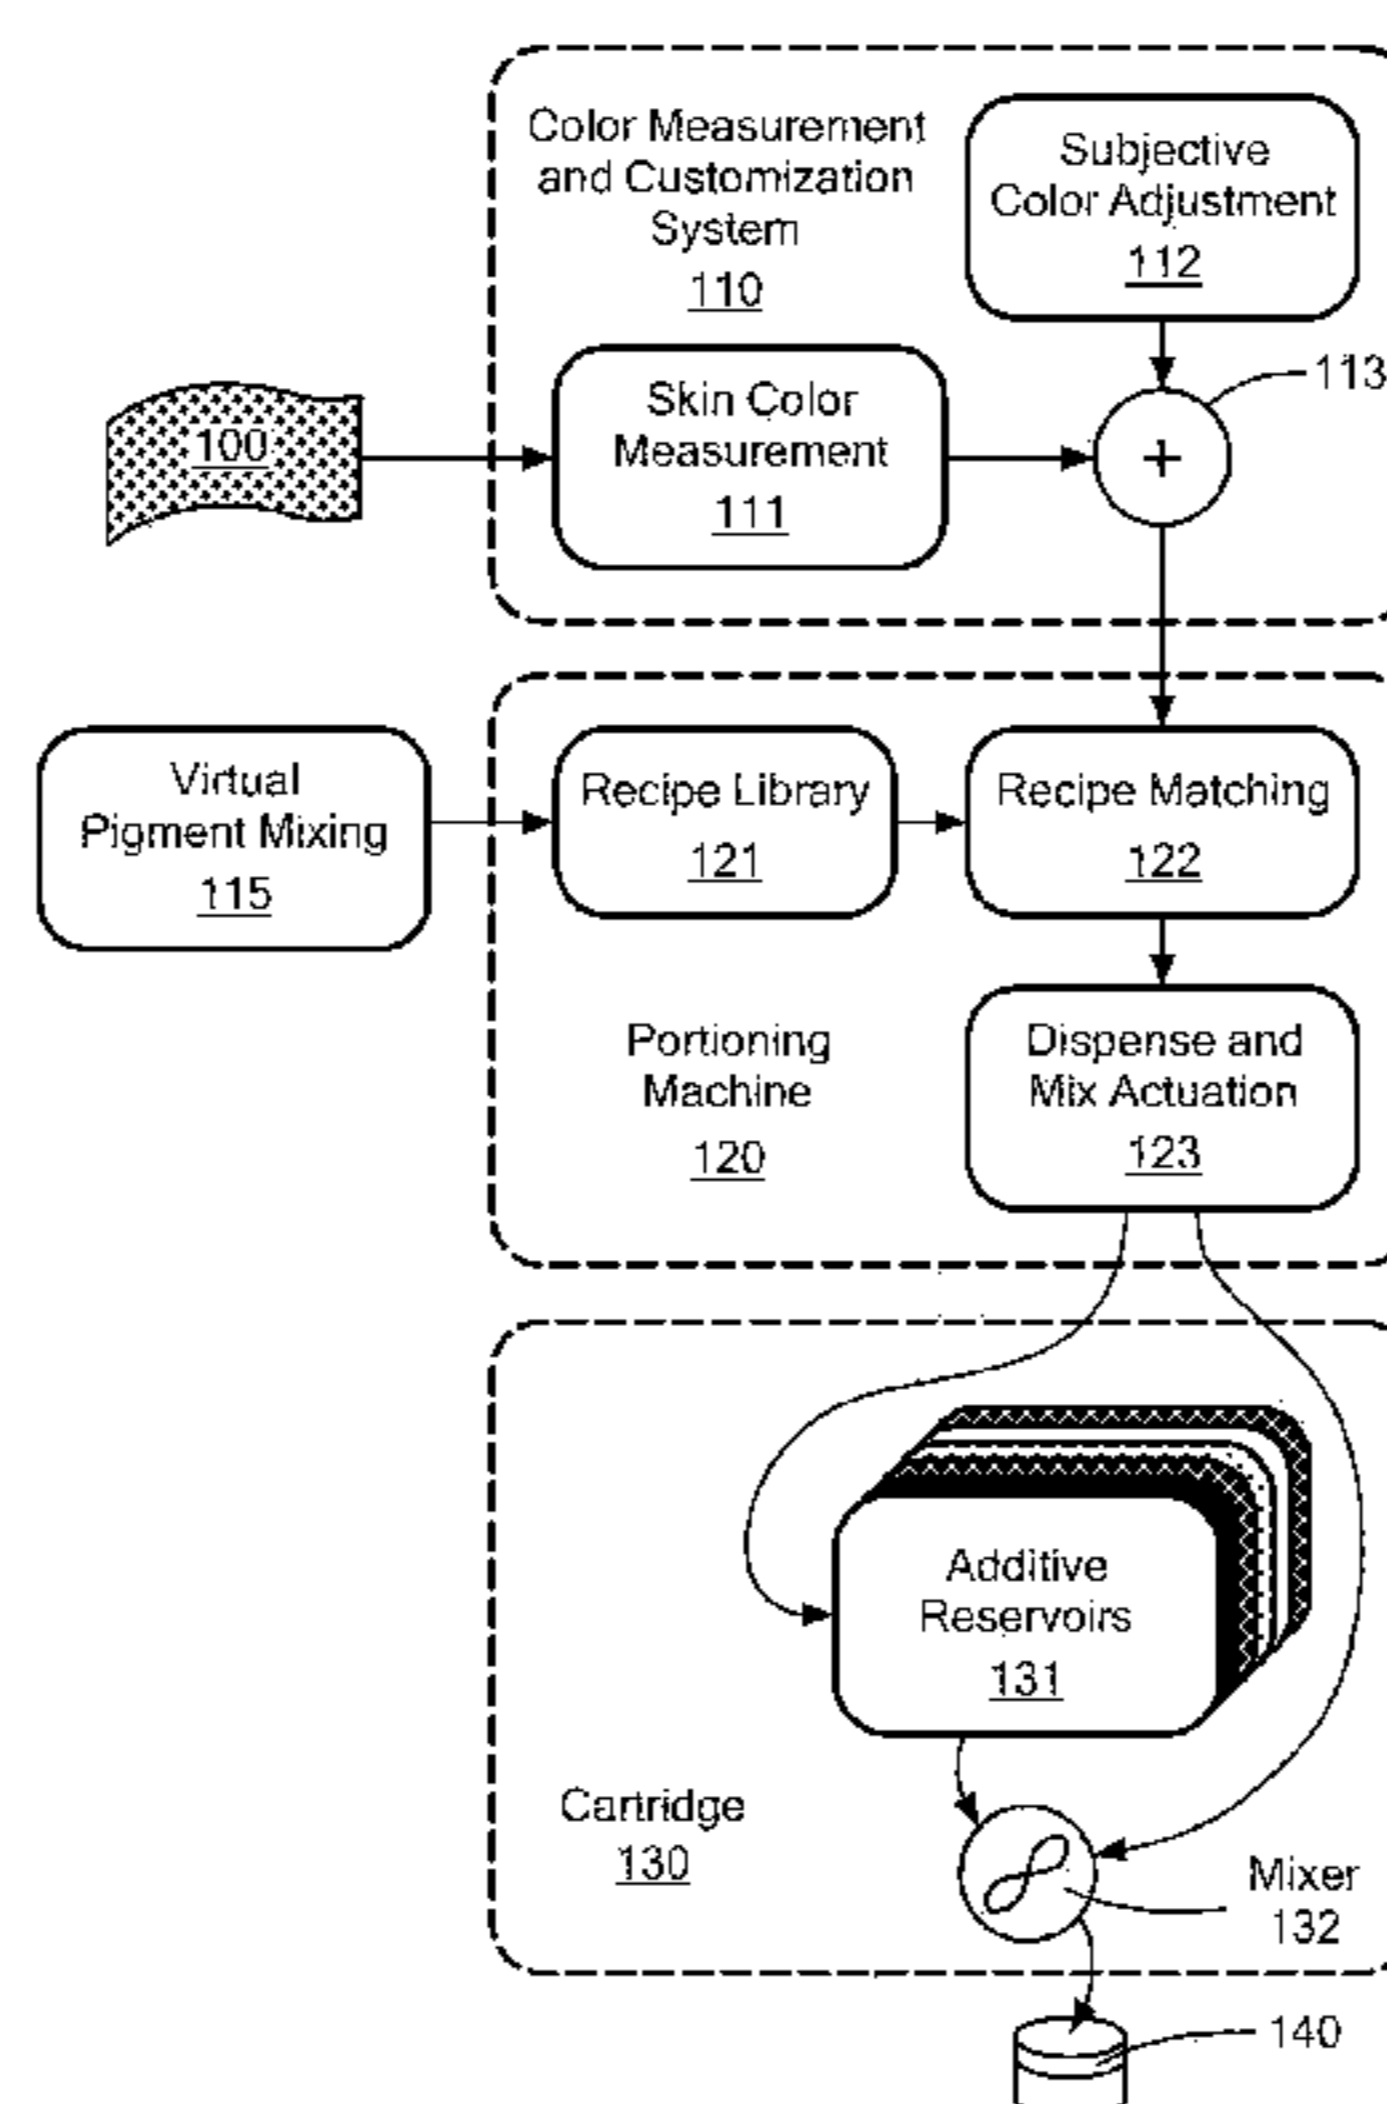 Color Measurement
and Customization
System
110
Subjective
Color Adjustment
112
113
100
Skin Color
Measurement
111
+
Virtual
Pigment Mixing
115
Recipe Library
121
Recipe Matching
122
Portioning
Machine
120
Dispense and
Mix Actuation
123
Additive
Reservoirs
131
Cartridge
130
Mixer
132
140